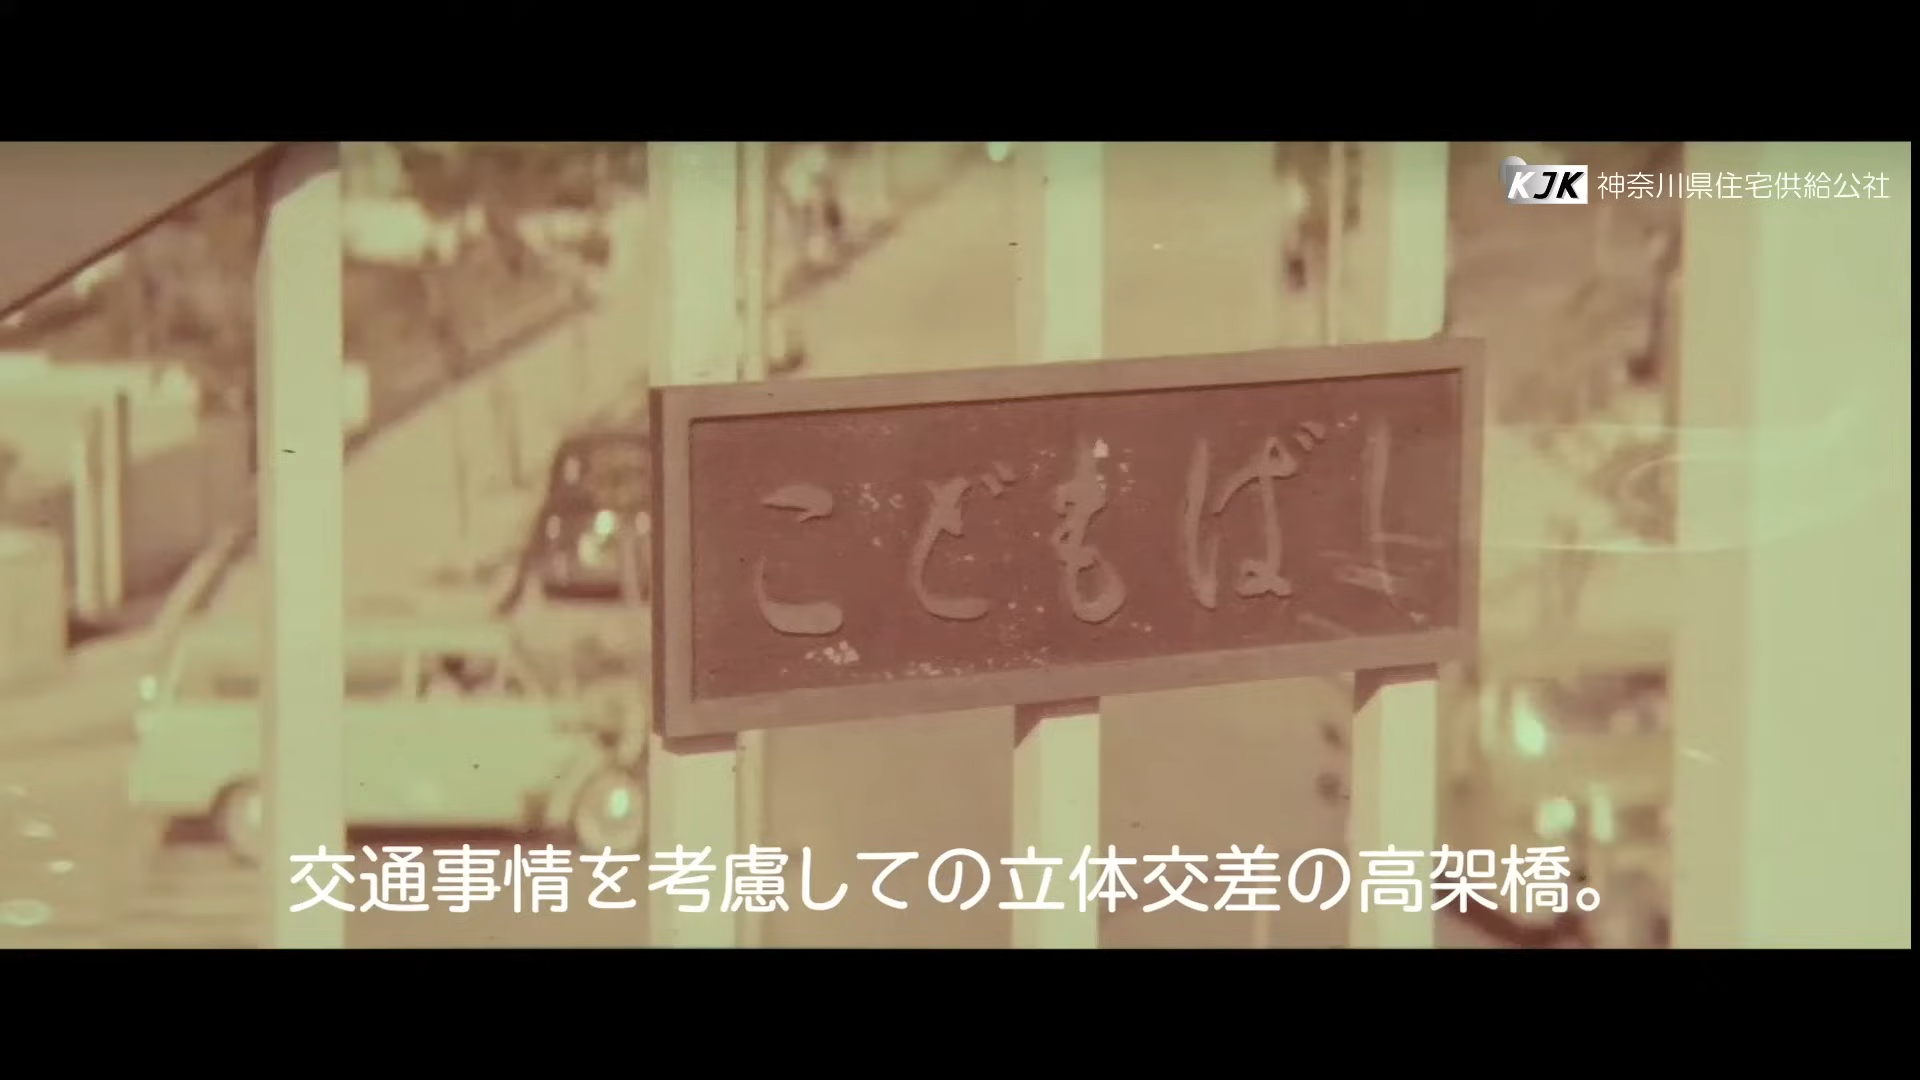 KJK 神奈川県住宅供給公社
こどもば
交通事情を考慮しての立体交差の高架橋。